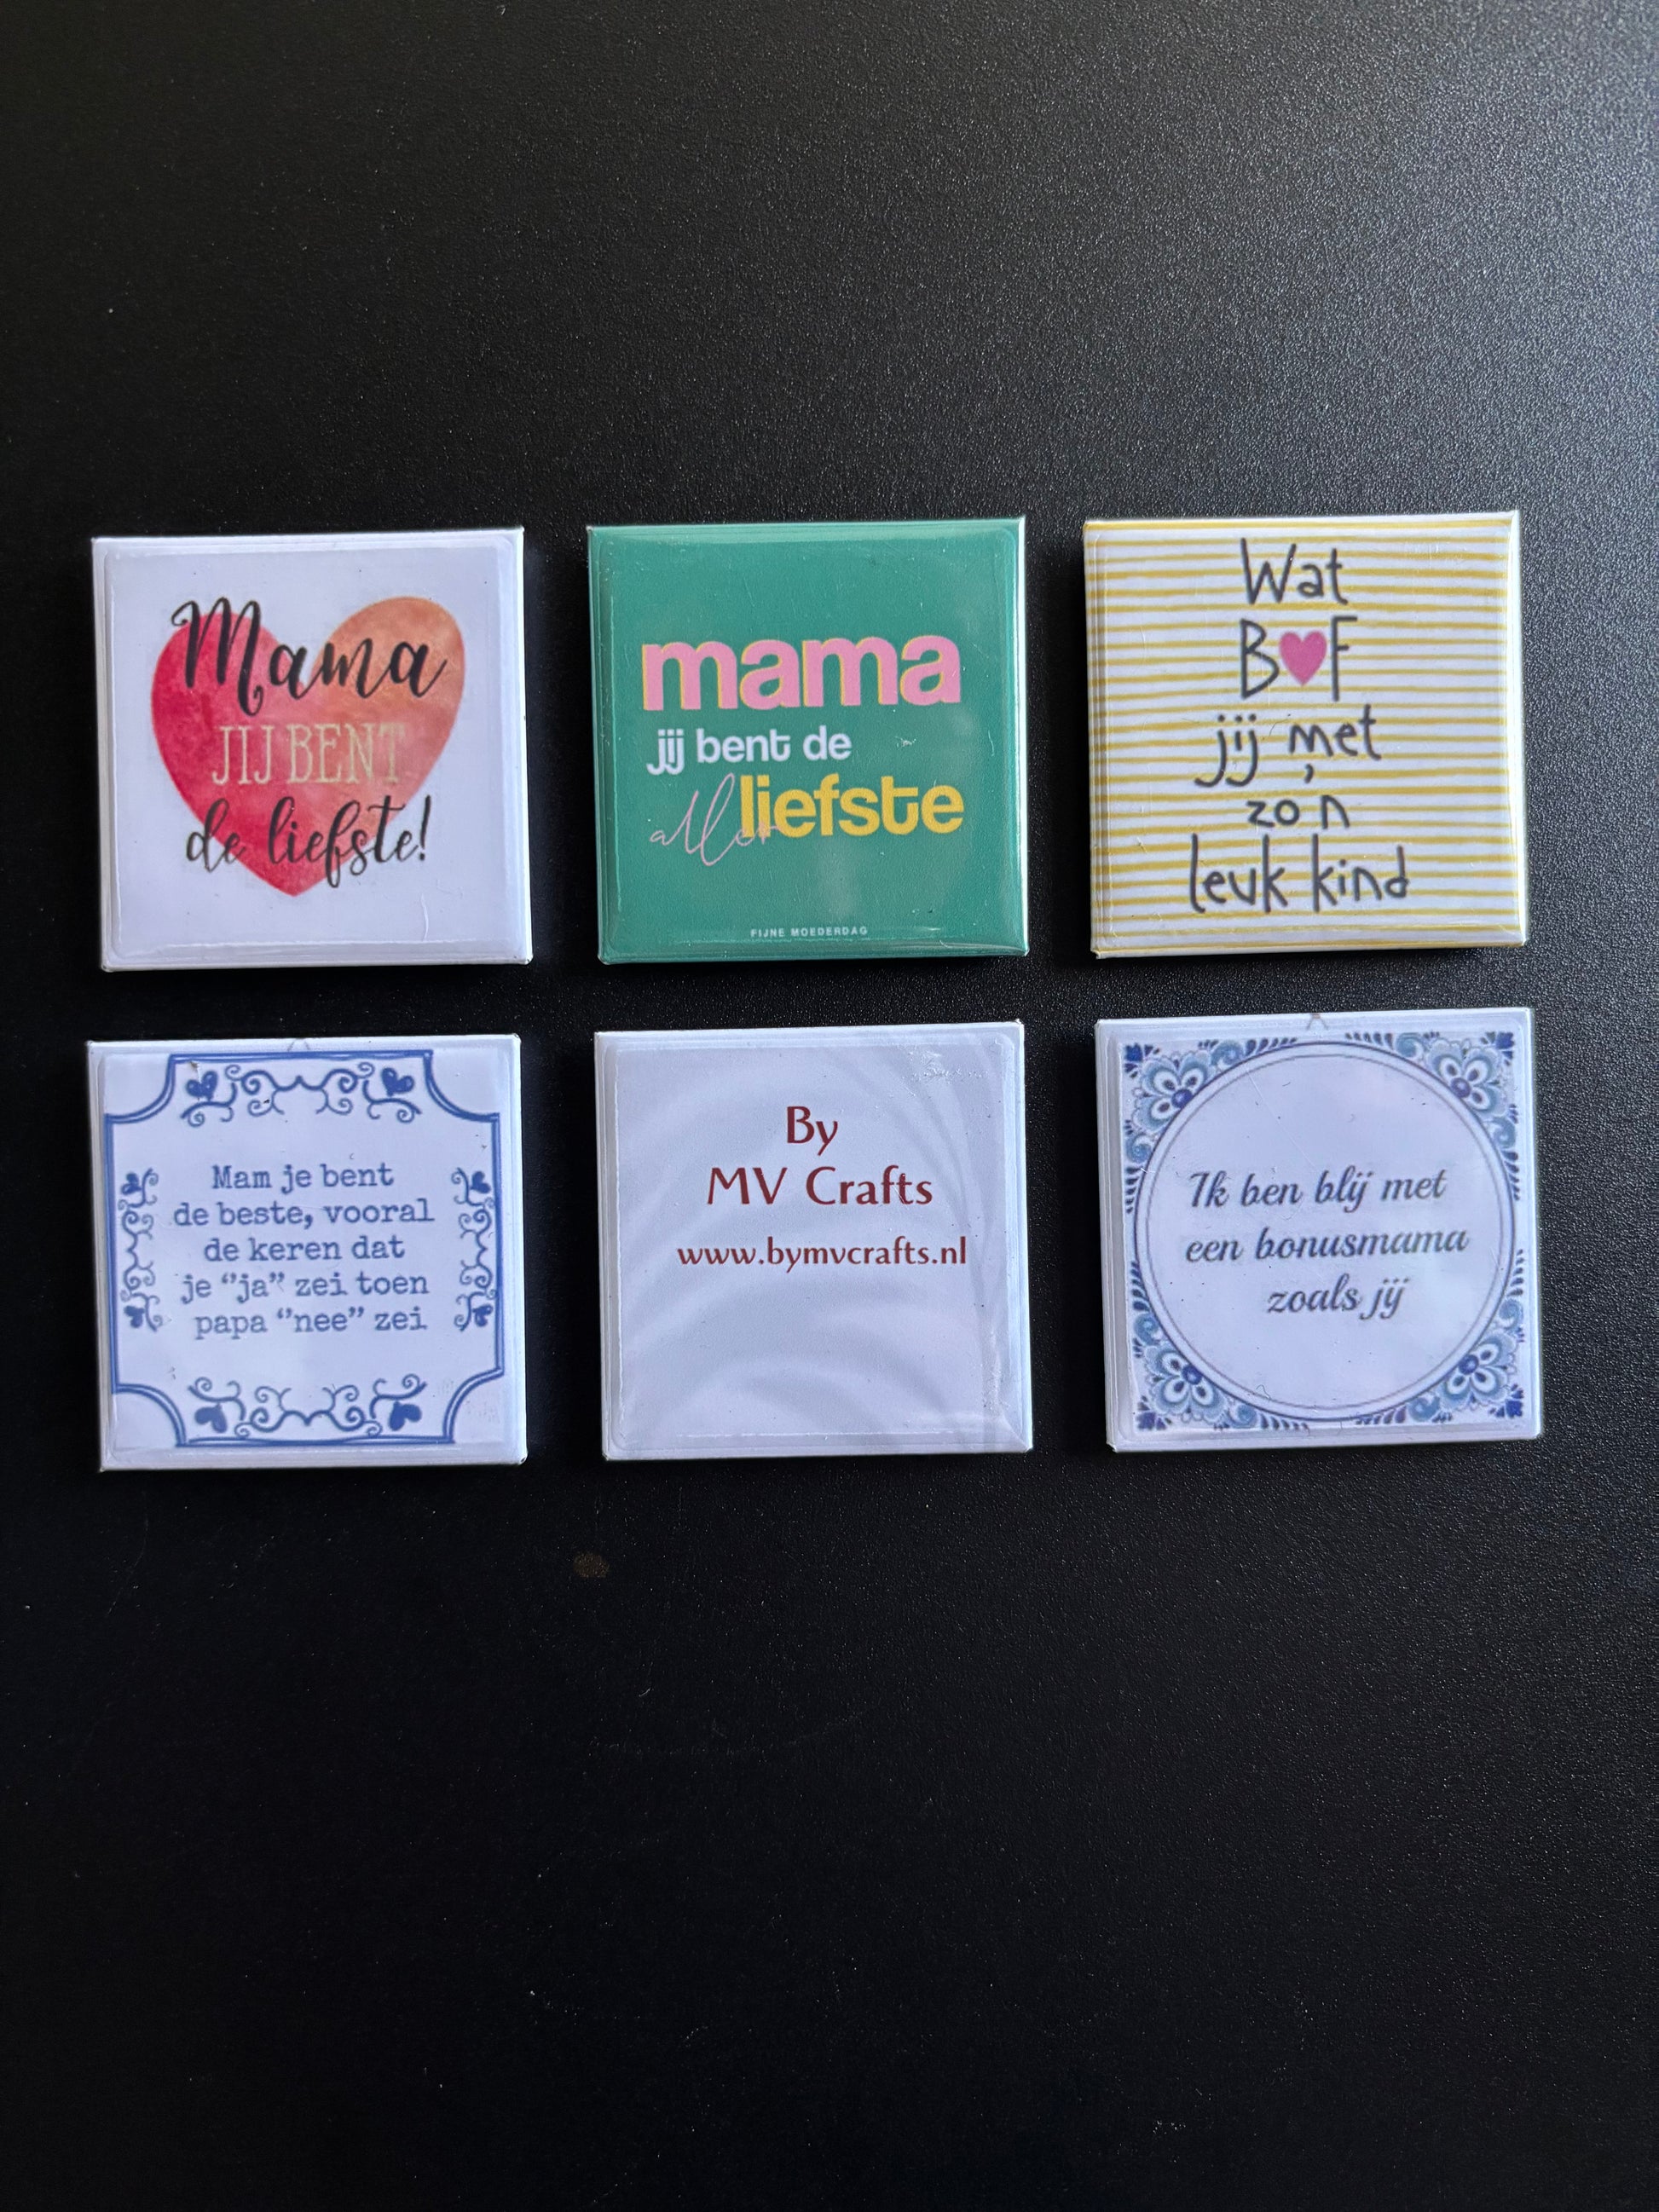 Mama
JIJ BENT
de liefste!
mama
jij bent de
aller liefste
FIJNE MOEDERDAG
Wat
B♥F
jij met
zo'n
leuk kind
Mam je bent
de beste, vooral
de keren dat
je "ja" zei toen
papa "nee" zei
By
MV Crafts
www.bymvcrafts.nl
Ik ben blij met
een bonusmama
zoals jij